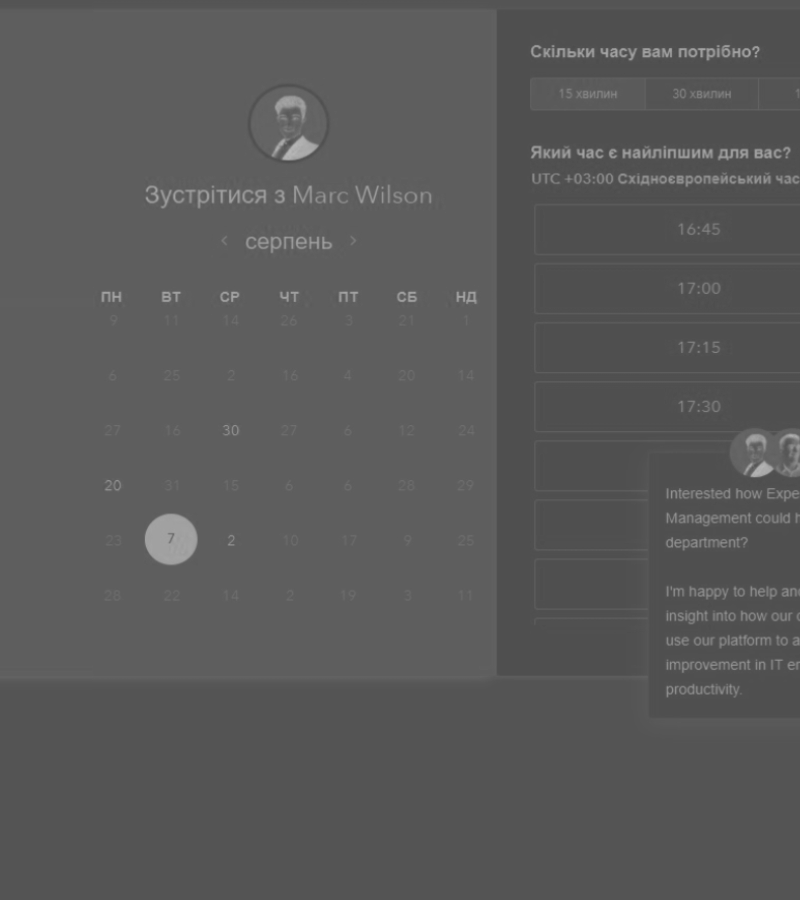 Зустрітися з Marc Wilson
серпень
ПН ВТ СР ЧТ ПТ СБ НД
9 11 14 26 3 21 1
6 25 2 16 4 20 14
27 16 30 27 6 12 24
20 31 15 6 6 28 29
23 7 2 10 17 9 25
28 22 14 2 19 3 11
Скільки часу вам потрібно?
15 хвилин 30 хвилин 1
Який час є найліпшим для вас?
UTC +03:00 Східноєвропейський час
16:45
17:00
17:15
17:30
Interested how Expe
Management could h
department?
I'm happy to help and
insight into how our c
use our platform to a
improvement in IT en
productivity.